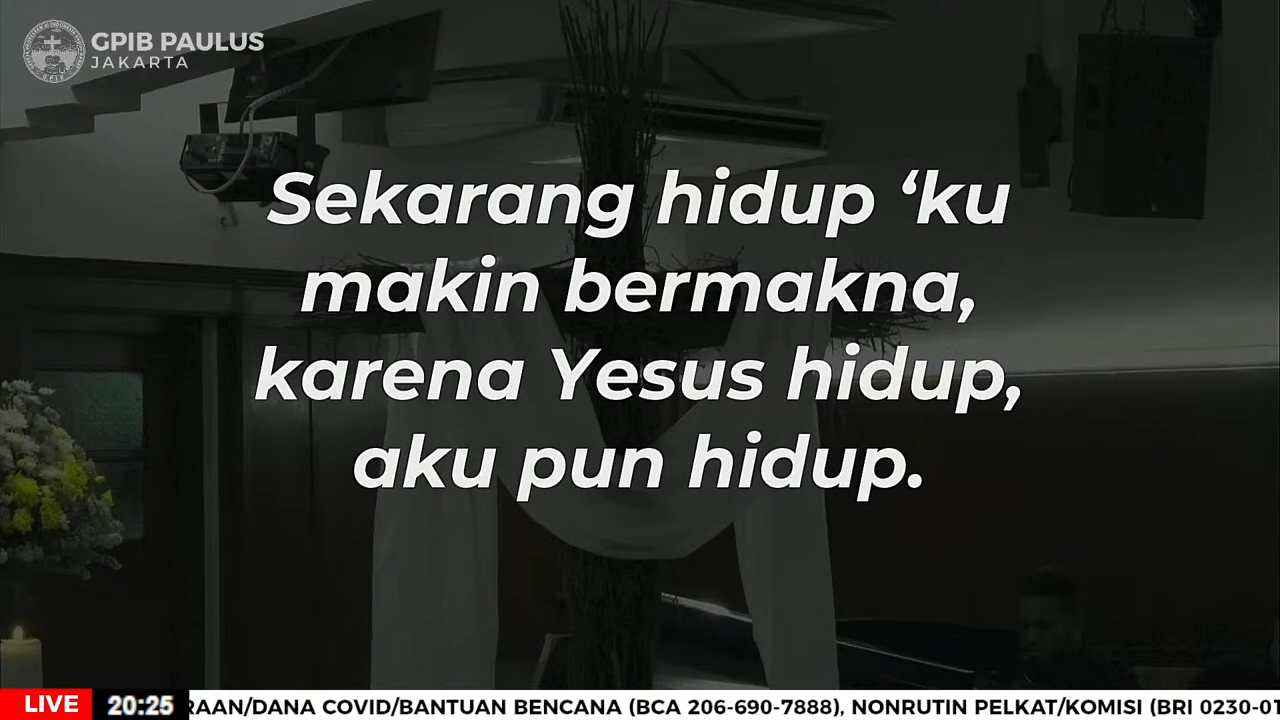 GPIB PAULUS
JAKARTA
Sekarang hidup ‘ku
makin bermakna,
karena Yesus hidup,
aku pun hidup.
LIVE 20:25 RAAN/DANA COVID/BANTUAN BENCANA (BCA 206-690-7888), NONRUTIN PELKAT/KOMISI (BRI 0230-01